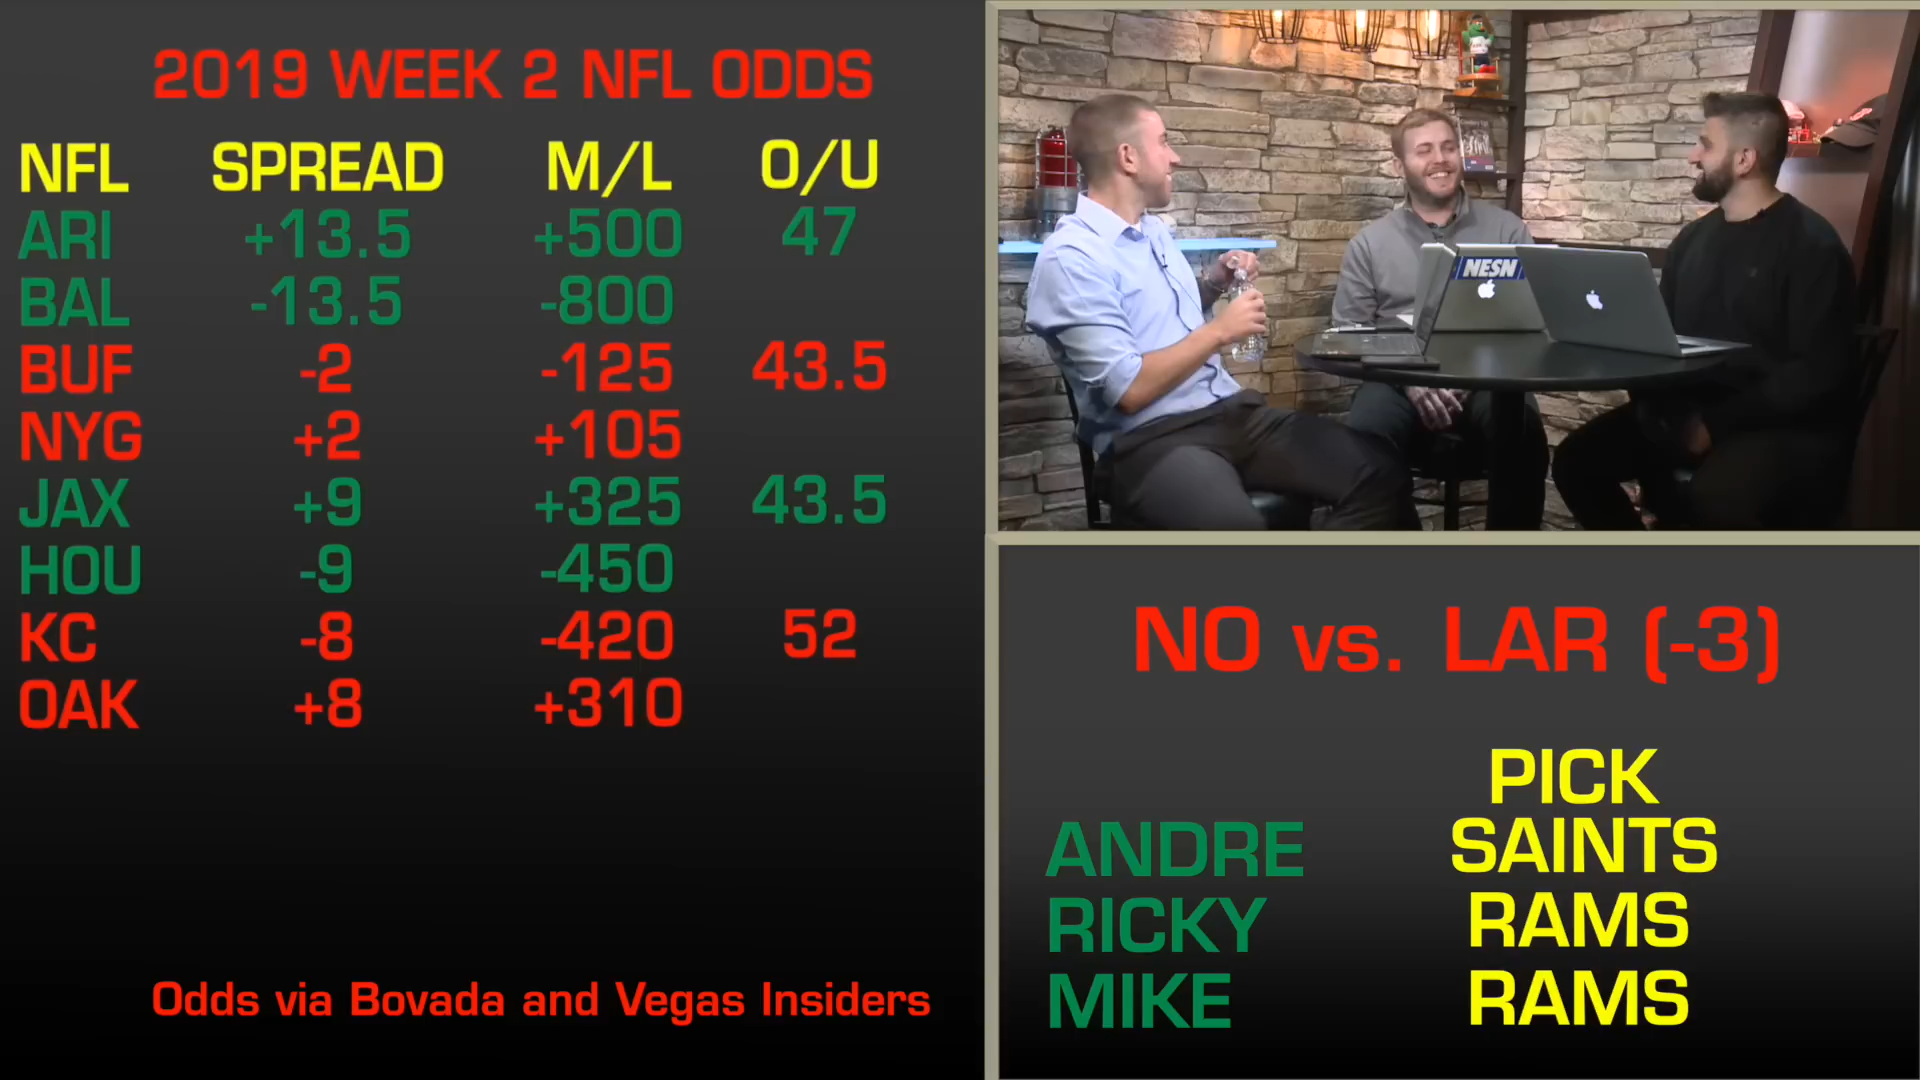 2019 WEEK 2 NFL ODDS
NFL SPREAD M/L O/U
ARI +13.5 +500 47
BAL -13.5 -800
BUF -2 -125 43.5
NYG +2 +105
JAX +9 +325 43.5
HOU -9 -450
KC -8 -420 52
OAK +8 +310
Odds via Bovada and Vegas Insiders
NESN
NO vs. LAR (-3)
PICK
ANDRE SAINTS
RICKY RAMS
MIKE RAMS